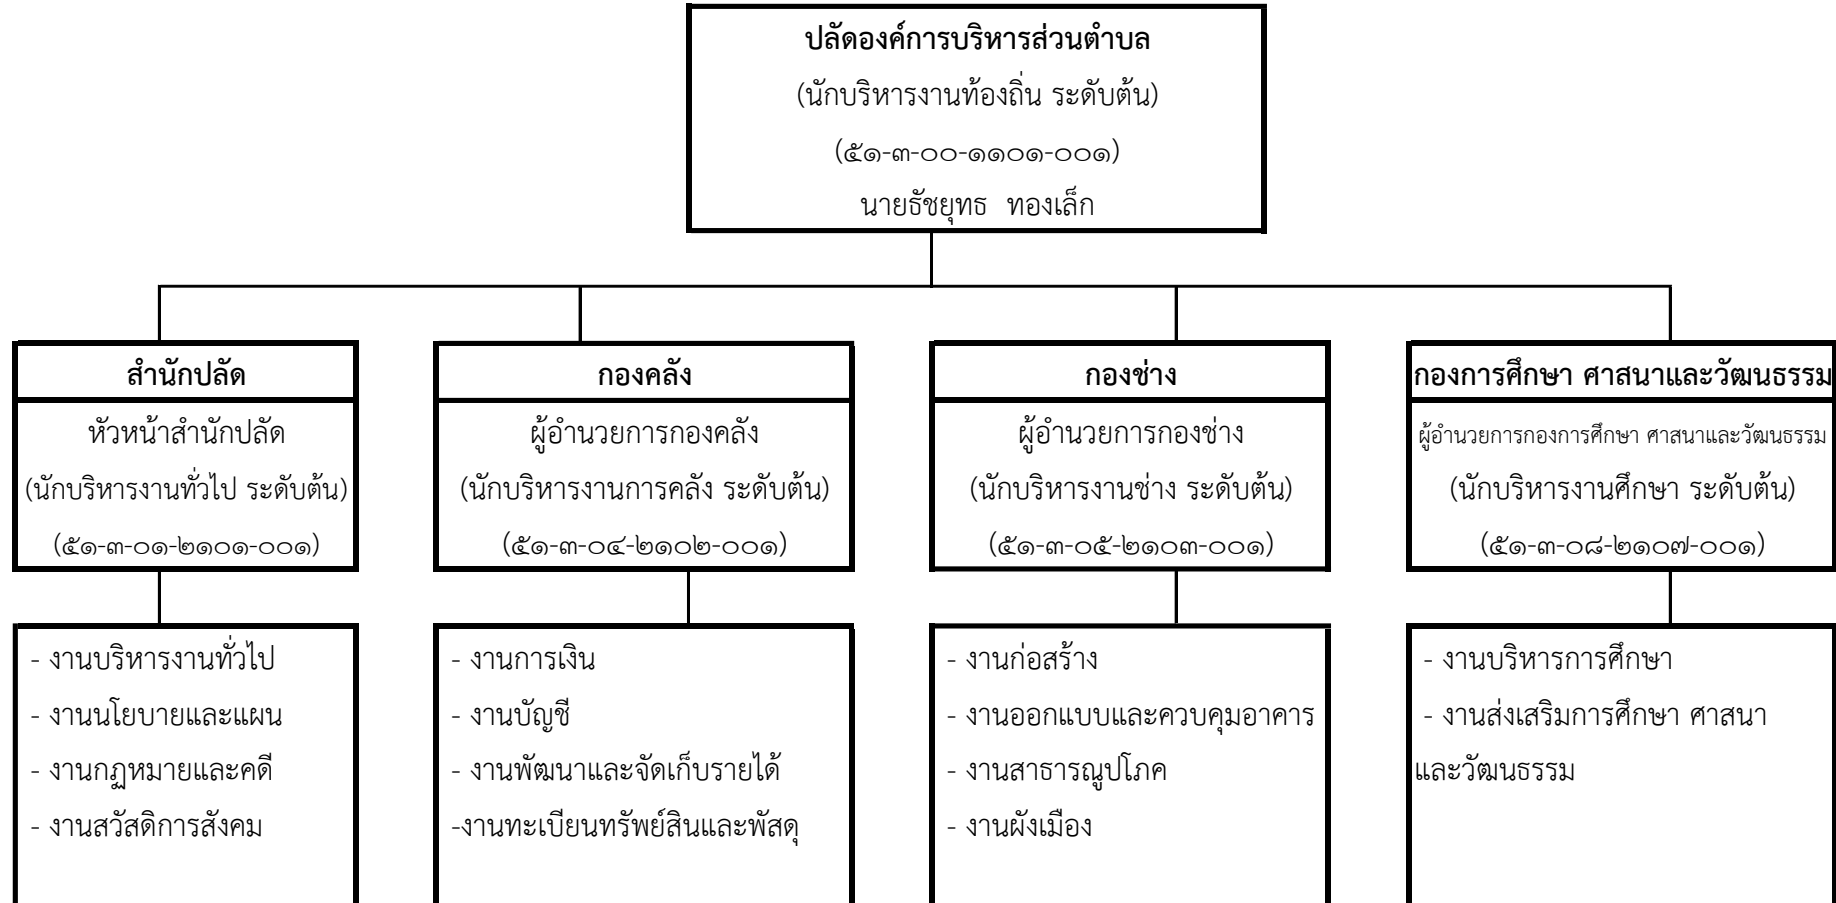 ปลัดองค์การบริหารส่วนตำบล
(นักบริหารงานท้องถิ่น ระดับต้น)
(๕๑-๓-๐๐-๑๑๐๑-๐๐๑)
นายธัชยุทธ ทองเล็ก
สำนักปลัด
หัวหน้าสำนักปลัด
(นักบริหารงานทั่วไป ระดับต้น)
(๕๑-๓-๐๑-๒๑๐๑-๐๐๑)
- งานบริหารงานทั่วไป
- งานนโยบายและแผน
- งานกฎหมายและคดี
- งานสวัสดิการสังคม
กองคลัง
ผู้อำนวยการกองคลัง
(นักบริหารงานการคลัง ระดับต้น)
(๕๑-๓-๐๔-๒๑๐๒-๐๐๑)
- งานการเงิน
- งานบัญชี
- งานพัฒนาและจัดเก็บรายได้
-งานทะเบียนทรัพย์สินและพัสดุ
กองช่าง
ผู้อำนวยการกองช่าง
(นักบริหารงานช่าง ระดับต้น)
(๕๑-๓-๐๕-๒๑๐๓-๐๐๑)
- งานก่อสร้าง
- งานออกแบบและควบคุมอาคาร
- งานสาธารณูปโภค
- งานผังเมือง
กองการศึกษา ศาสนาและวัฒนธรรม
ผู้อำนวยการกองการศึกษา ศาสนาและวัฒนธรรม
(นักบริหารงานศึกษา ระดับต้น)
(๕๑-๓-๐๘-๒๑๐๗-๐๐๑)
- งานบริหารการศึกษา
- งานส่งเสริมการศึกษา ศาสนา
และวัฒนธรรม